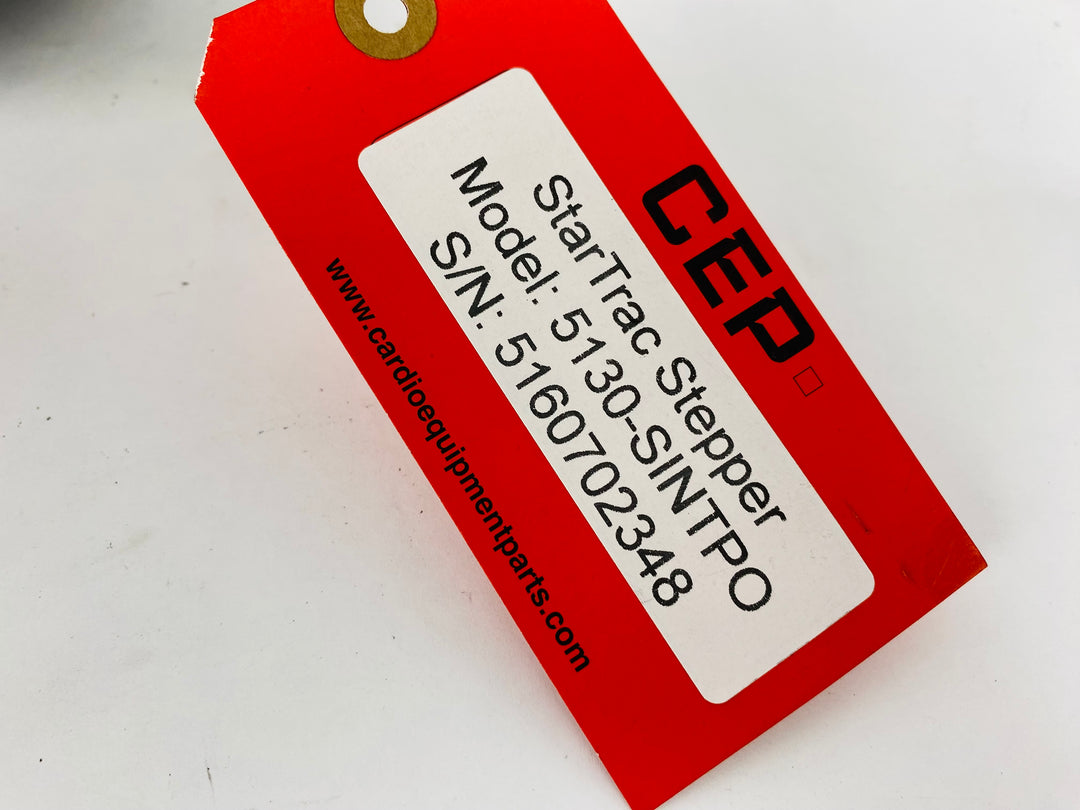 CEP
StarTrac Stepper
Model: 5130-SINTPO
S/N: 5160702348
www.cardioequipmentparts.com